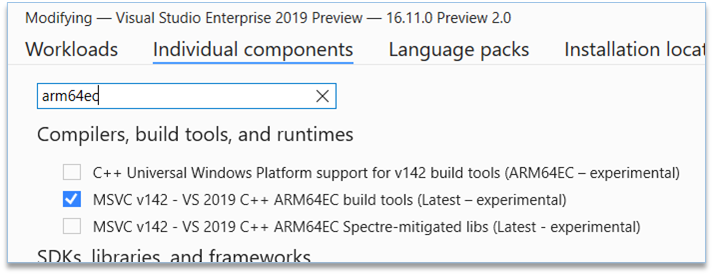 Modifying — Visual Studio Enterprise 2019 Preview — 16.11.0 Preview 2.0
Workloads Individual components Language packs Installation locat
arm64ec
Compilers, build tools, and runtimes
C++ Universal Windows Platform support for v142 build tools (ARM64EC – experimental)
MSVC v142 - VS 2019 C++ ARM64EC build tools (Latest – experimental)
MSVC v142 - VS 2019 C++ ARM64EC Spectre-mitigated libs (Latest - experimental)
SDKs, libraries, and frameworks